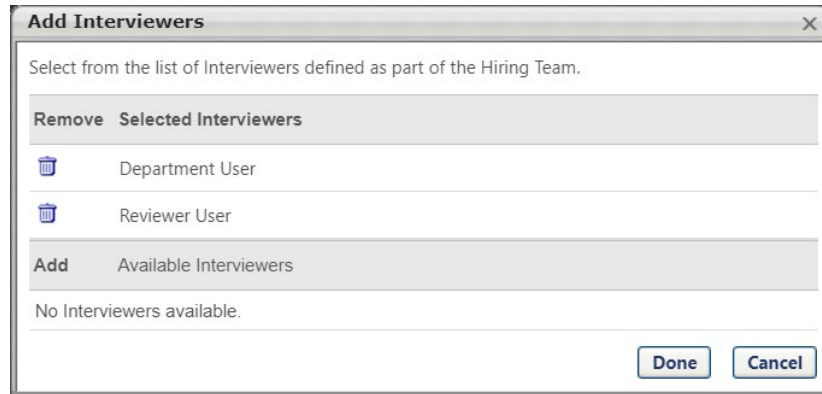 Add Interviewers
Select from the list of Interviewers defined as part of the Hiring Team.
Remove Selected Interviewers
Department User
Reviewer User
Add Available Interviewers
No Interviewers available.
Done Cancel